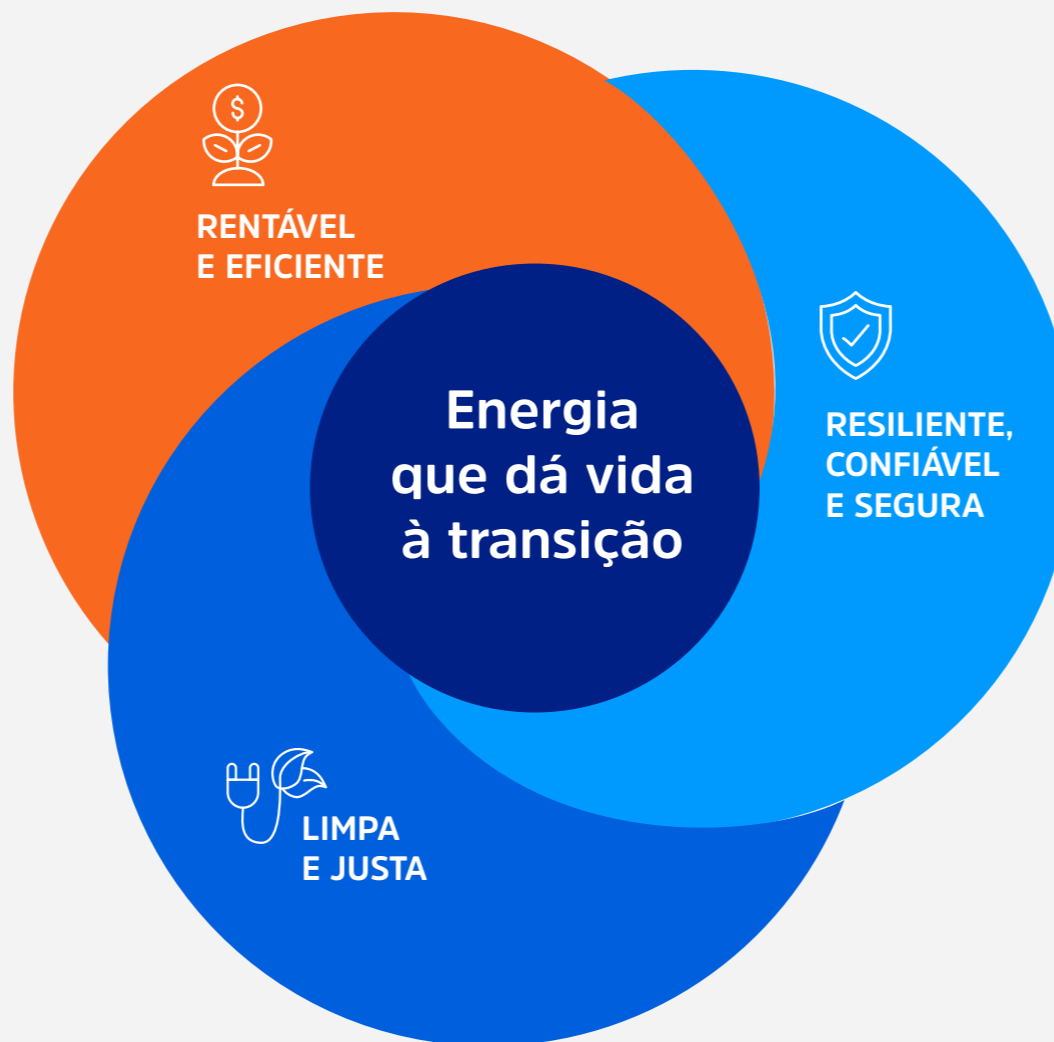 RENTÁVEL
E EFICIENTE
Energia
que dá vida
à transição
RESILIENTE,
CONFIÁVEL
E SEGURA
LIMPA
E JUSTA